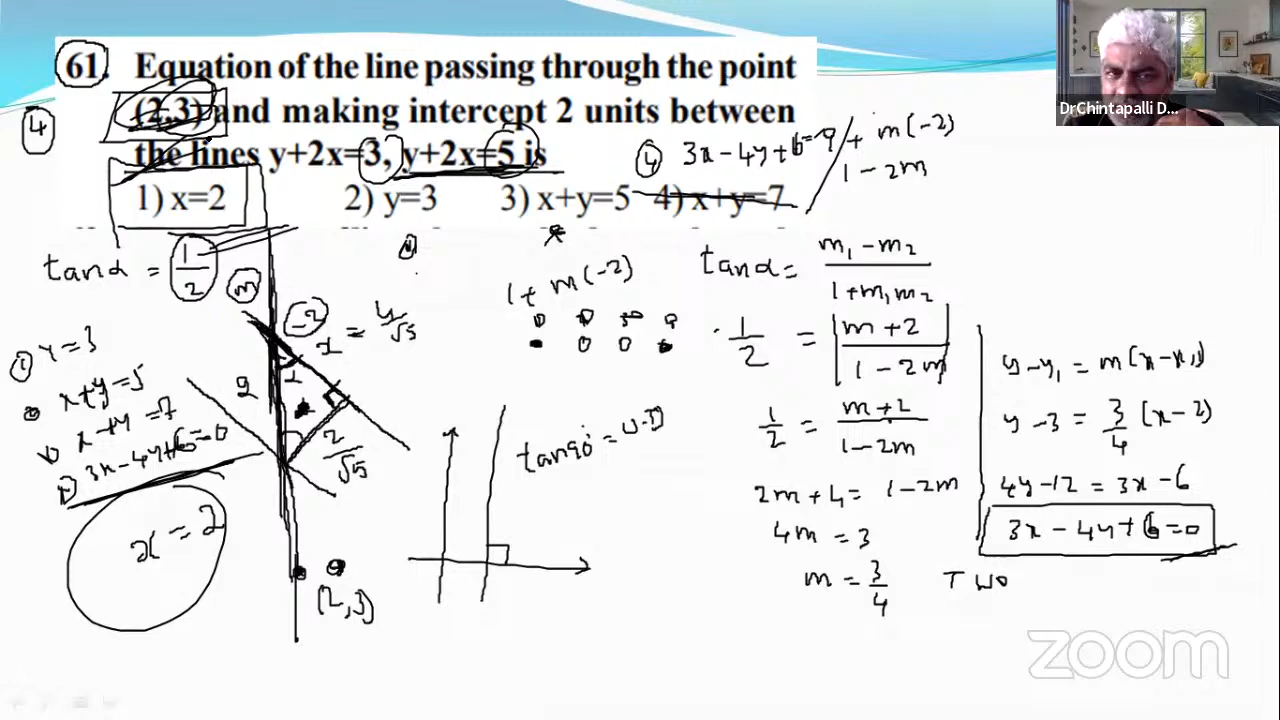 61. Equation of the line passing through the point
(2,3) and making intercept 2 units between
the lines y+2x=3, y+2x=5 is
1) x=2 2) y=3 3) x+y=5 4) x+y=7
4
DrChintapalli D...
4 3x - 4y + 6 = 9
+ m(-2)
1 - 2m
tanα = 1/2
m
-2
x = 4/√5
2
α
2/√5
(2,3)
1 y = 3
x+y=5
x+y=7
3x-4y+6=0
x = 2
1 + m(-2)
tan90° = u.D
tanα = m₁ - m₂ / 1 + m₁m₂
1/2 = |m+2 / 1-2m|
1/2 = m+2 / 1-2m
2m + 4 = 1 - 2m
4m = 3
m = 3/4
TWO
y - y₁ = m(x - x₁)
y - 3 = 3/4 (x - 2)
4y - 12 = 3x - 6
3x - 4y + 6 = 0
zoom